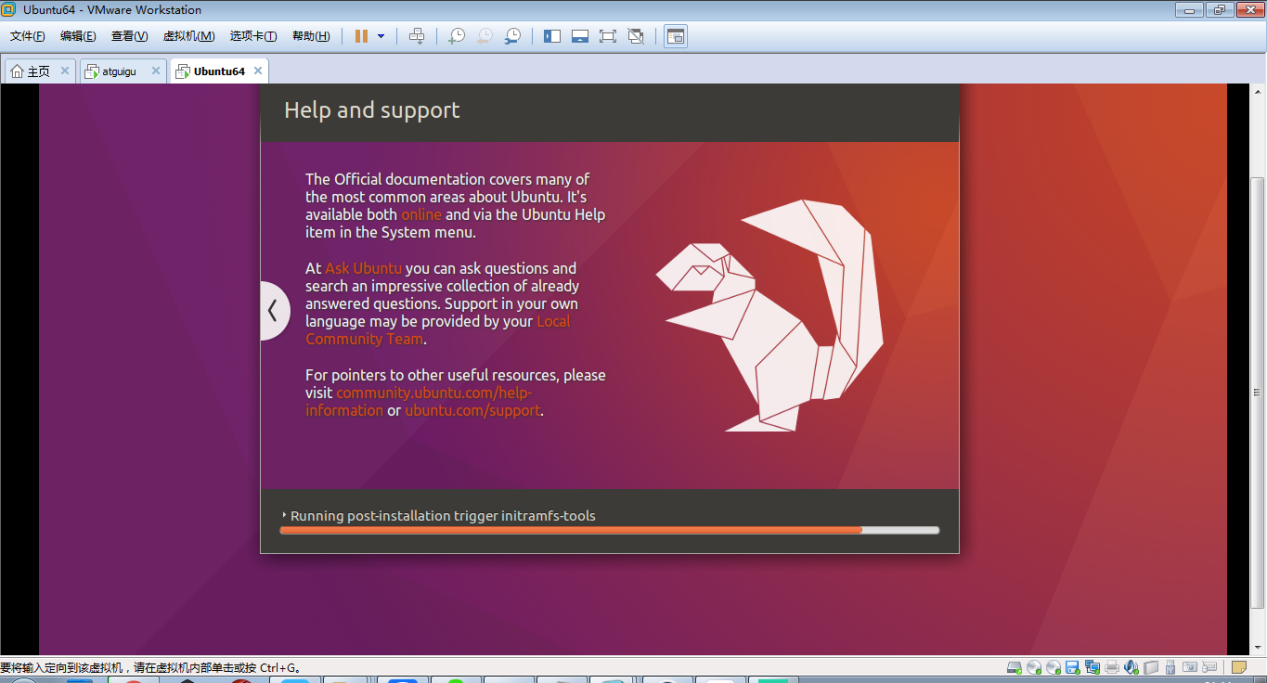 Ubuntu64 - VMware Workstation
文件(F) 编辑(E) 查看(V) 虚拟机(M) 选项卡(T) 帮助(H)
主页 atguigu Ubuntu64
Help and support
The Official documentation covers many of
the most common areas about Ubuntu. It's
available both online and via the Ubuntu Help
item in the System menu.
At Ask Ubuntu you can ask questions and
search an impressive collection of already
answered questions. Support in your own
language may be provided by your Local
Community Team.
For pointers to other useful resources, please
visit community.ubuntu.com/help-
information or ubuntu.com/support.
Running post-installation trigger initramfs-tools
要将输入定向到该虚拟机，请在虚拟机内部单击或按 Ctrl+G。